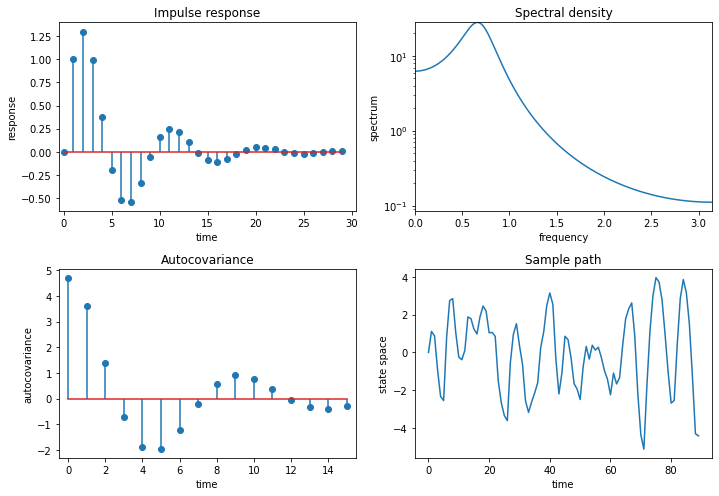 Impulse response
1.25
1.00
0.75
0.50
0.25
0.00
−0.25
−0.50
response
0 5 10 15 20 25 30
time
Spectral density
10¹
10⁰
10⁻¹
spectrum
0.0 0.5 1.0 1.5 2.0 2.5 3.0
frequency
Autocovariance
5
4
3
2
1
0
−1
−2
autocovariance
0 2 4 6 8 10 12 14
time
Sample path
4
2
0
−2
−4
state space
0 20 40 60 80
time